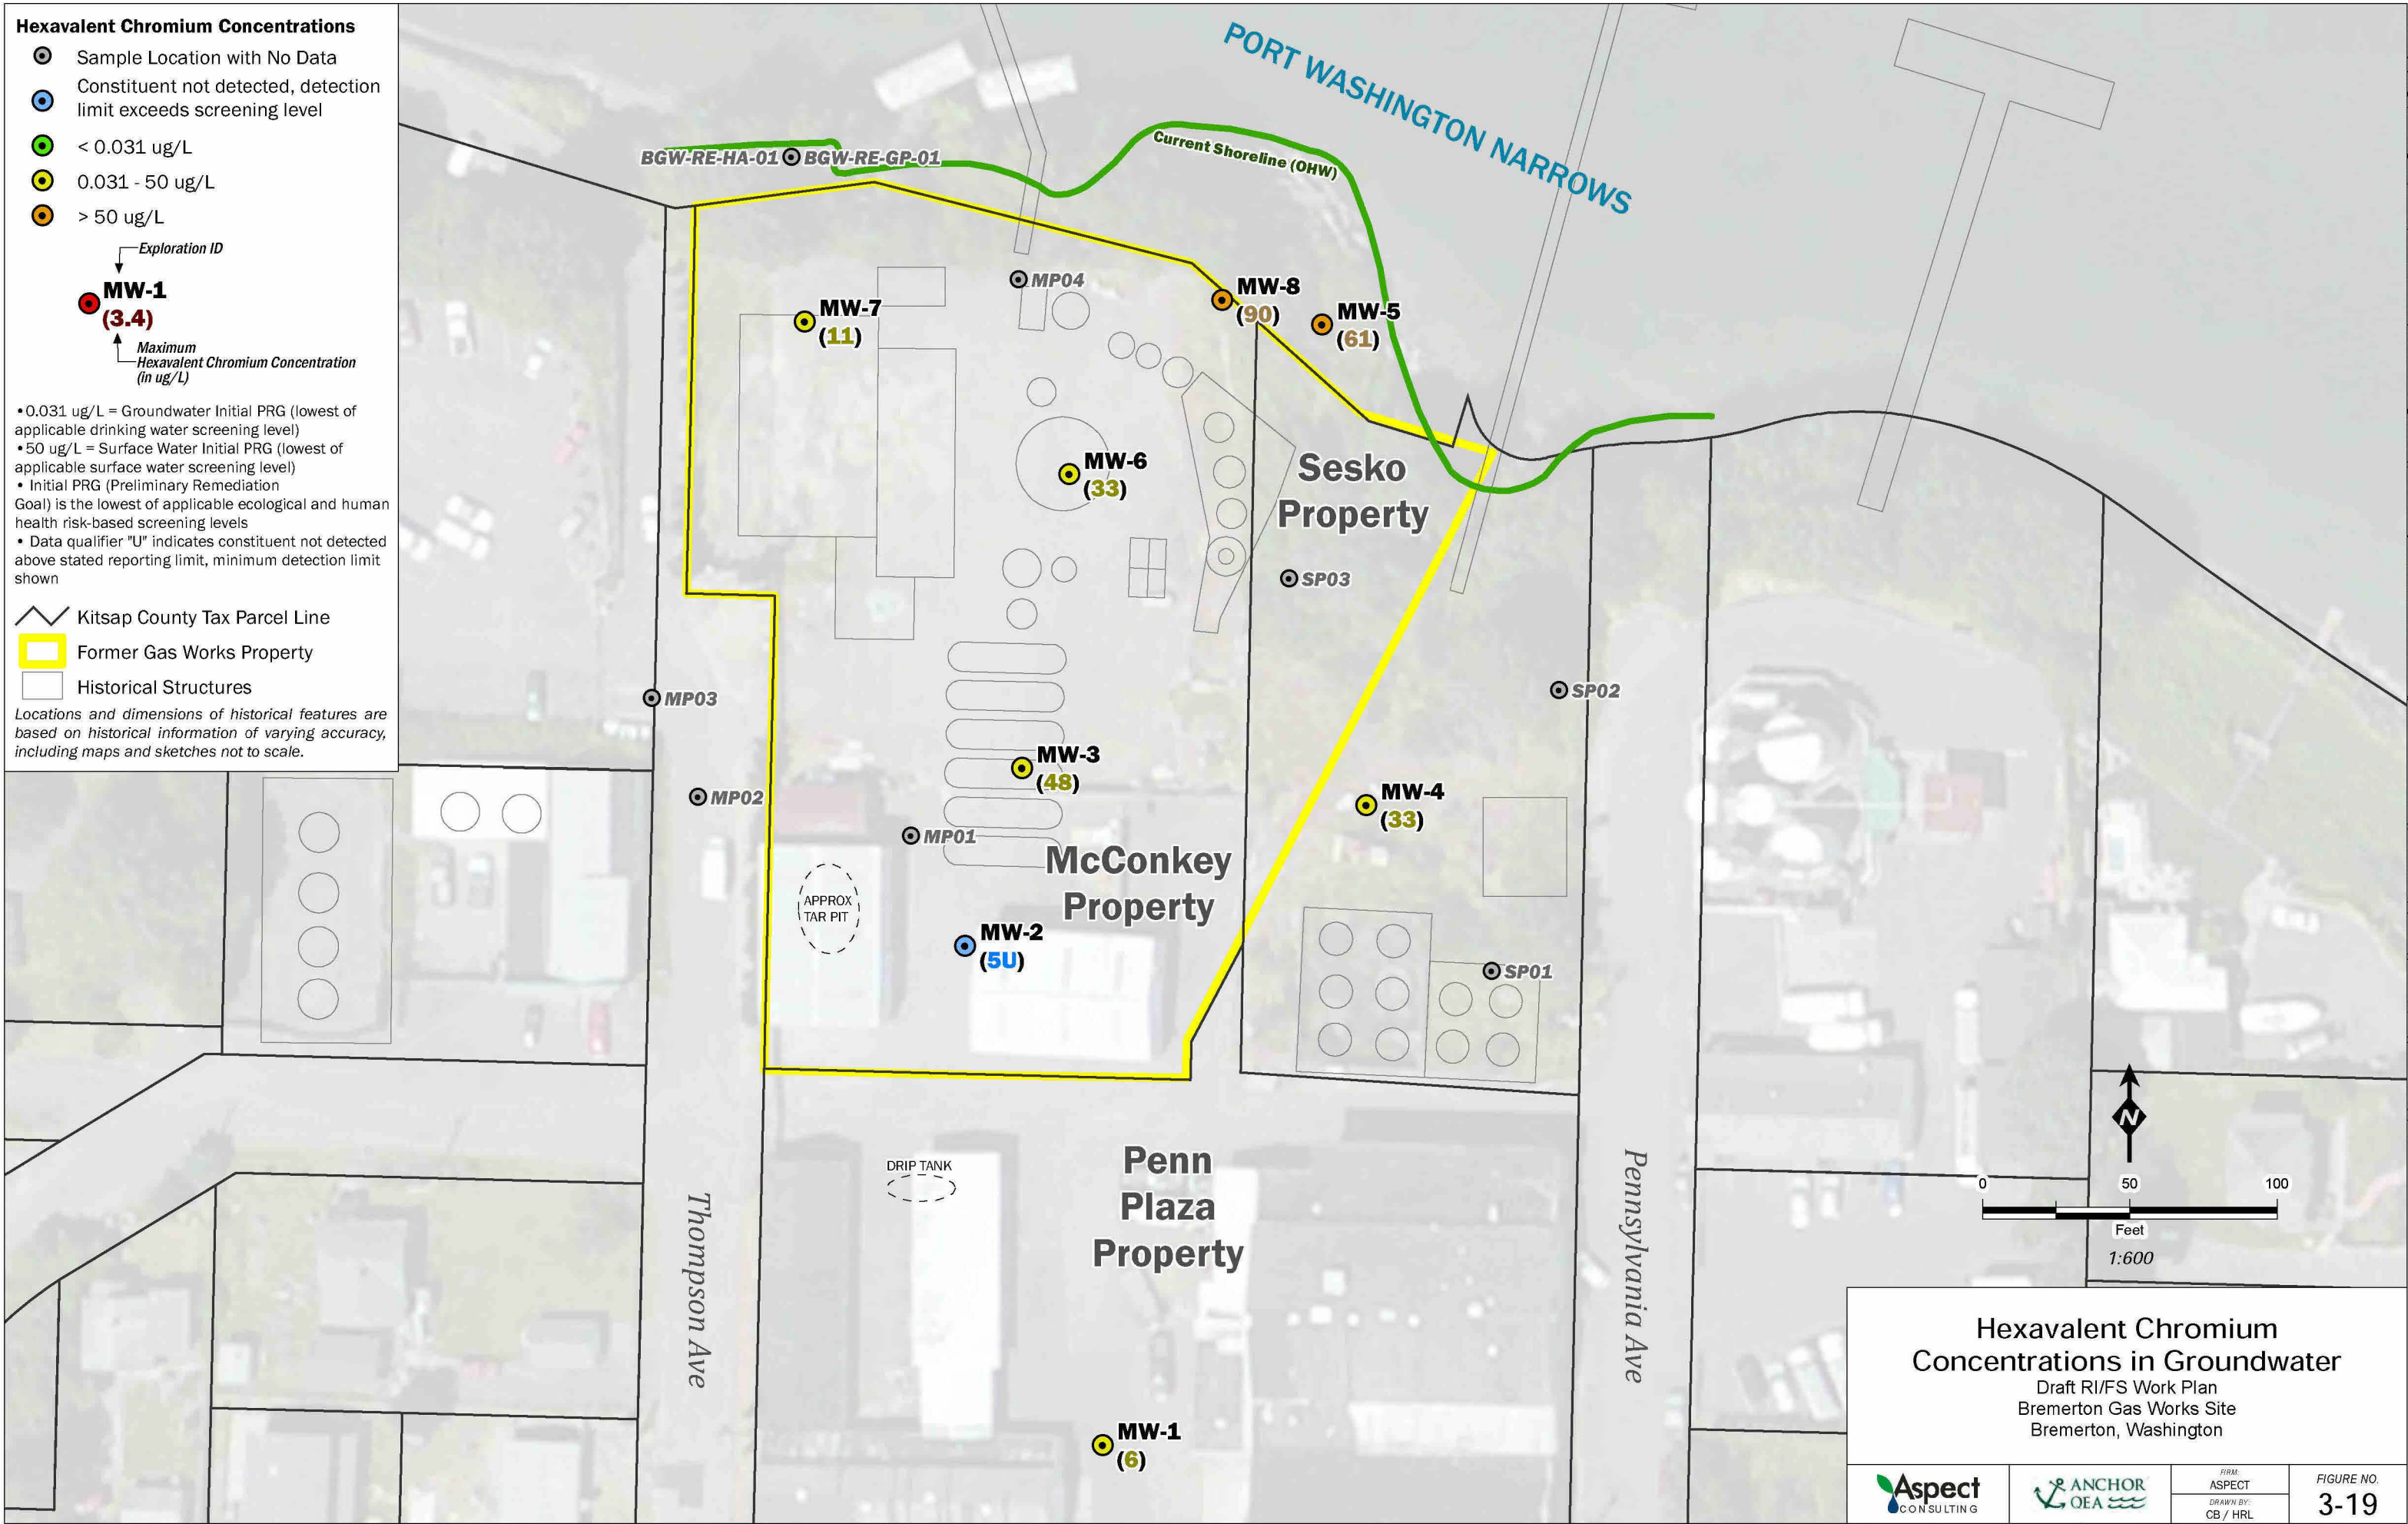 Hexavalent Chromium Concentrations
Sample Location with No Data
Constituent not detected, detection
limit exceeds screening level
< 0.031 ug/L
0.031 - 50 ug/L
> 50 ug/L
Exploration ID
MW-1
(3.4)
Maximum
Hexavalent Chromium Concentration
(in ug/L)
•0.031 ug/L = Groundwater Initial PRG (lowest of
applicable drinking water screening level)
•50 ug/L = Surface Water Initial PRG (lowest of
applicable surface water screening level)
• Initial PRG (Preliminary Remediation
Goal) is the lowest of applicable ecological and human
health risk-based screening levels
• Data qualifier "U" indicates constituent not detected
above stated reporting limit, minimum detection limit
shown
Kitsap County Tax Parcel Line
Former Gas Works Property
Historical Structures
Locations and dimensions of historical features are
based on historical information of varying accuracy,
including maps and sketches not to scale.
PORT WASHINGTON NARROWS
Current Shoreline (OHW)
BGW-RE-HA-01
BGW-RE-GP-01
MP04
MW-8
(90)
MW-7
(11)
MW-5
(61)
MW-6
(33)
Sesko
Property
SP03
MP03
SP02
MW-3
(48)
MP02
MW-4
(33)
MP01
McConkey
Property
APPROX
TAR PIT
MW-2
(5U)
SP01
DRIP TANK
Penn
Plaza
Property
Thompson Ave
Pennsylvania Ave
MW-1
(6)
N
0 50 100
Feet
1:600
Hexavalent Chromium
Concentrations in Groundwater
Draft RI/FS Work Plan
Bremerton Gas Works Site
Bremerton, Washington
Aspect
CONSULTING
ANCHOR
QEA
FIRM:
ASPECT
DRAWN BY:
CB / HRL
FIGURE NO.
3-19